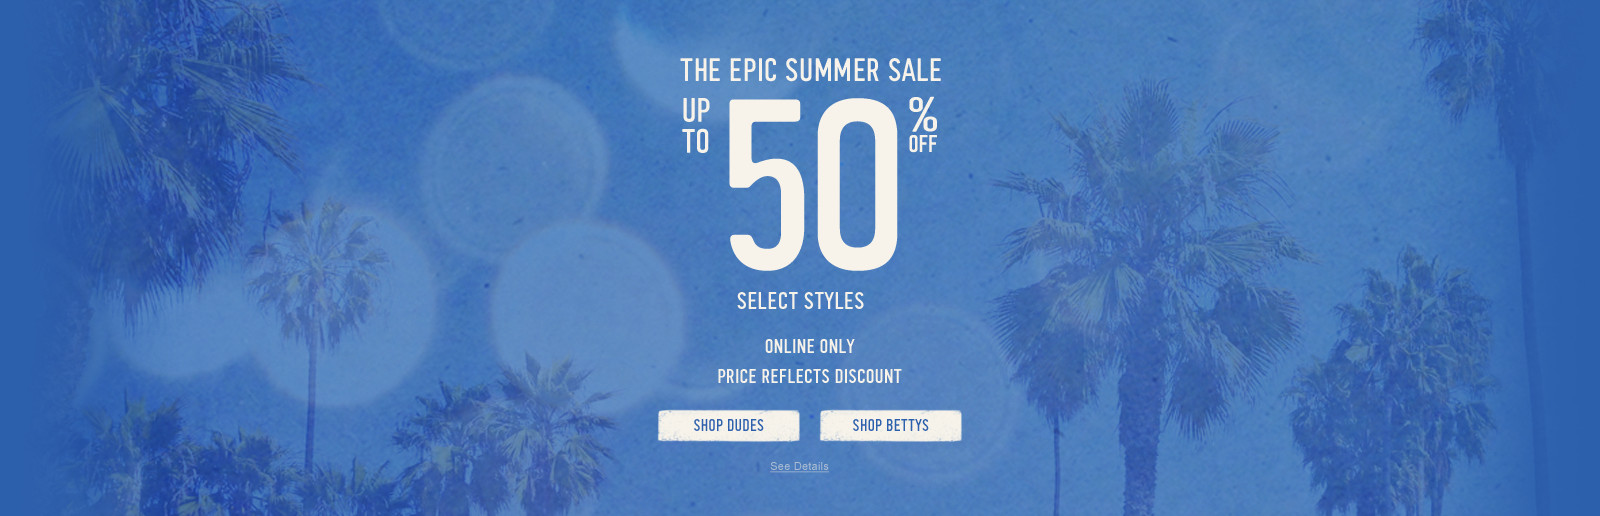 THE EPIC SUMMER SALE
UP TO 50% OFF
SELECT STYLES
ONLINE ONLY
PRICE REFLECTS DISCOUNT
SHOP DUDES
SHOP BETTYS
See Details